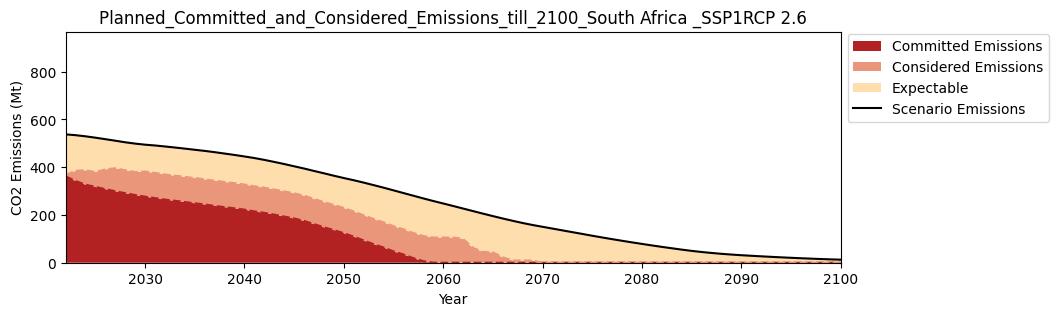 Planned_Committed_and_Considered_Emissions_till_2100_South Africa _SSP1RCP 2.6
Committed Emissions
Considered Emissions
Expectable
Scenario Emissions
CO2 Emissions (Mt)
800
600
400
200
0
2030 2040 2050 2060 2070 2080 2090 2100
Year